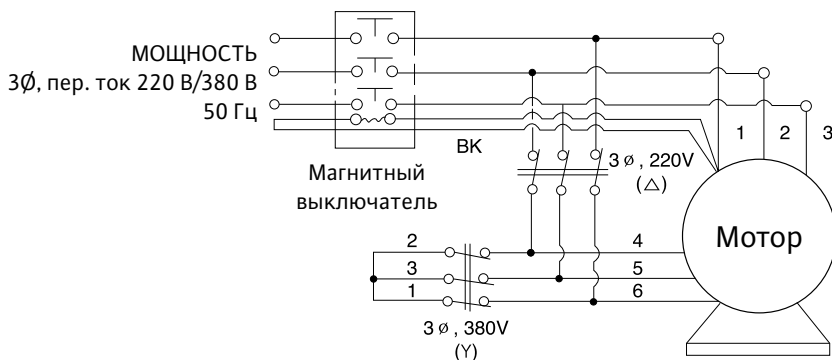 МОЩНОСТЬ
3Ø, пер. ток 220 В/380 В
50 Гц
ВК
Магнитный
выключатель
3 ø , 220V
(△)
1 2 3
Мотор
2
3
1
4
5
6
3 ø , 380V
(Y)